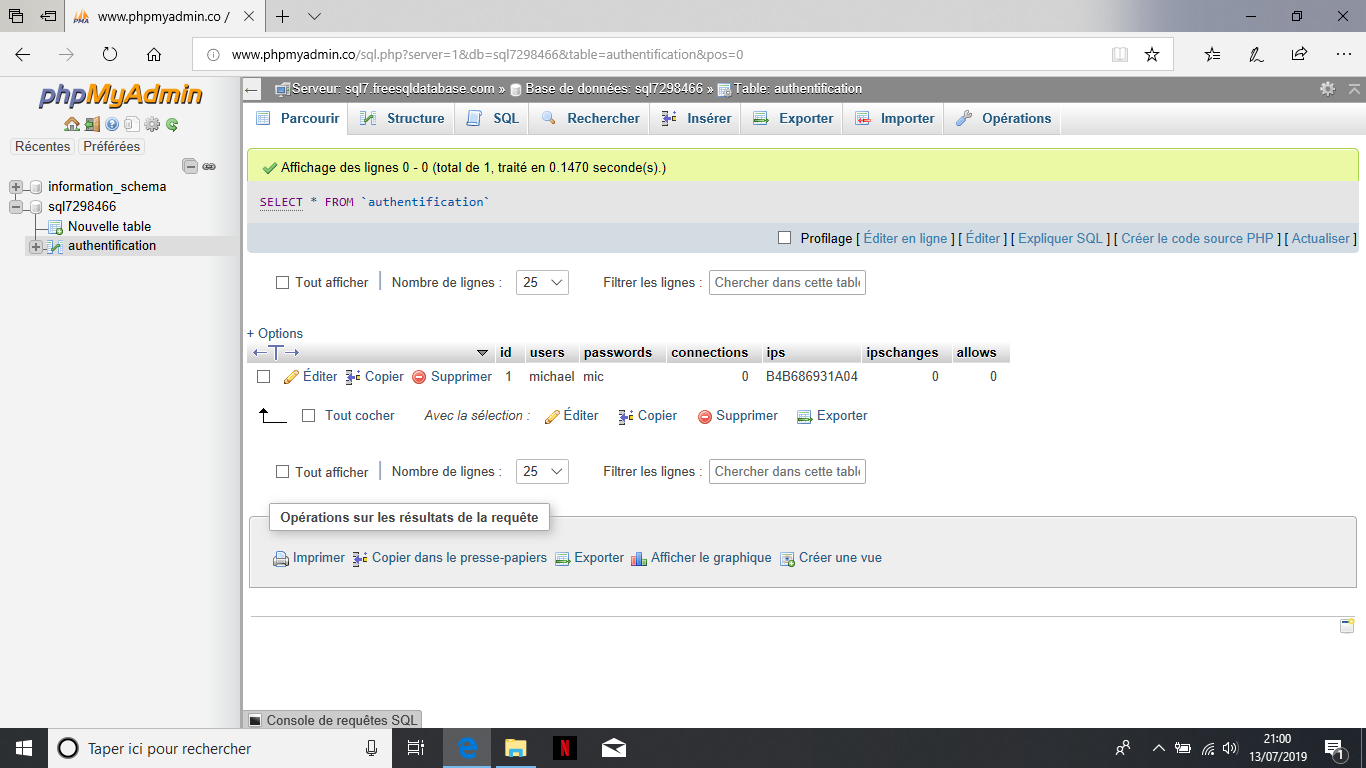 www.phpmyadmin.co /
www.phpmyadmin.co/sql.php?server=1&db=sql7298466&table=authentification&pos=0
phpMyAdmin
Récentes Préférées
information_schema
sql7298466
Nouvelle table
authentification
Serveur: sql7.freesqldatabase.com » Base de données: sql7298466 » Table: authentification
Parcourir Structure SQL Rechercher Insérer Exporter Importer Opérations
Affichage des lignes 0 - 0 (total de 1, traité en 0.1470 seconde(s).)
SELECT * FROM `authentification`
Profilage [ Éditer en ligne ] [ Éditer ] [ Expliquer SQL ] [ Créer le code source PHP ] [ Actualiser ]
Tout afficher Nombre de lignes : 25 Filtrer les lignes : Chercher dans cette table
+ Options
id users passwords connections ips ipschanges allows
Éditer Copier Supprimer 1 michael mic 0 B4B686931A04 0 0
Tout cocher Avec la sélection : Éditer Copier Supprimer Exporter
Tout afficher Nombre de lignes : 25 Filtrer les lignes : Chercher dans cette table
Opérations sur les résultats de la requête
Imprimer Copier dans le presse-papiers Exporter Afficher le graphique Créer une vue
Console de requêtes SQL
Taper ici pour rechercher
21:00
13/07/2019
1